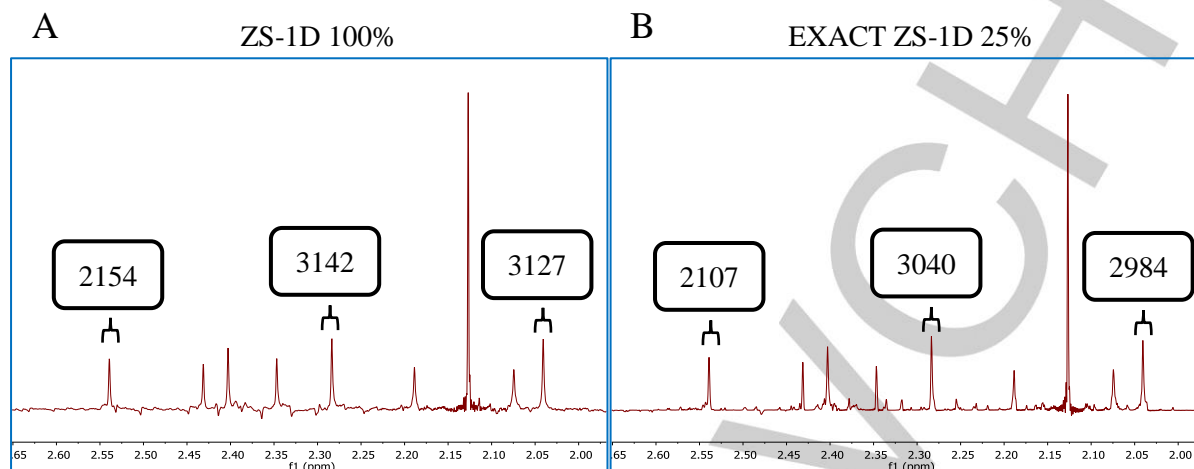 A
ZS-1D 100%
2154
3142
3127
65 2.60 2.55 2.50 2.45 2.40 2.35 2.30 2.25 2.20 2.15 2.10 2.05 2.00
f1 (ppm)
B
EXACT ZS-1D 25%
2107
3040
2984
65 2.60 2.55 2.50 2.45 2.40 2.35 2.30 2.25 2.20 2.15 2.10 2.05 2.00
f1 (ppm)
VCH